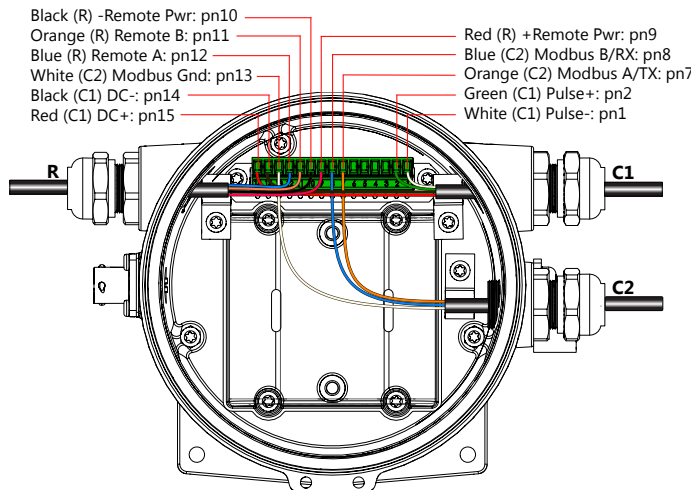 Black (R) -Remote Pwr: pn10
Orange (R) Remote B: pn11
Blue (R) Remote A: pn12
White (C2) Modbus Gnd: pn13
Black (C1) DC-: pn14
Red (C1) DC+: pn15
Red (R) +Remote Pwr: pn9
Blue (C2) Modbus B/RX: pn8
Orange (C2) Modbus A/TX: pn7
Green (C1) Pulse+: pn2
White (C1) Pulse-: pn1
R
C1
C2